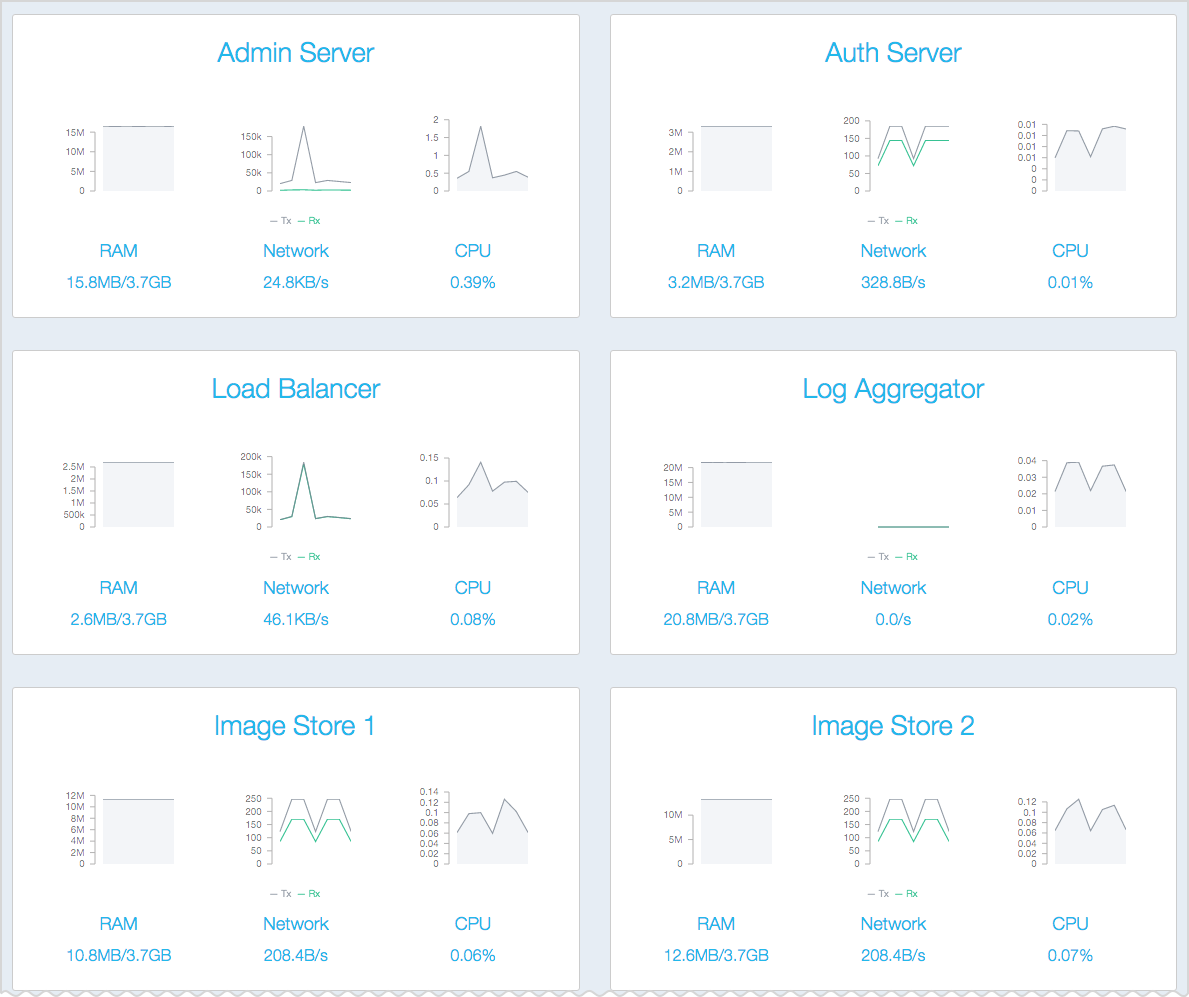 Admin Server
15M
10M
5M
0
150k
100k
50k
0
Tx Rx
2
1.5
1
0.5
0
RAM
Network
CPU
15.8MB/3.7GB
24.8KB/s
0.39%
Auth Server
3M
2M
1M
0
200
150
100
50
0
Tx Rx
0.01
0.01
0.01
0.01
0
0
0
RAM
Network
CPU
3.2MB/3.7GB
328.8B/s
0.01%
Load Balancer
2.5M
2M
1.5M
1M
500k
0
200k
150k
100k
50k
0
Tx Rx
0.15
0.1
0.05
0
RAM
Network
CPU
2.6MB/3.7GB
46.1KB/s
0.08%
Log Aggregator
20M
15M
10M
5M
0
Tx Rx
0.04
0.03
0.02
0.01
0
RAM
Network
CPU
20.8MB/3.7GB
0.0/s
0.02%
Image Store 1
12M
10M
8M
6M
4M
2M
0
250
200
150
100
50
0
Tx Rx
0.14
0.12
0.1
0.08
0.06
0.04
0.02
0
RAM
Network
CPU
10.8MB/3.7GB
208.4B/s
0.06%
Image Store 2
10M
5M
0
250
200
150
100
50
0
Tx Rx
0.12
0.1
0.08
0.06
0.04
0.02
0
RAM
Network
CPU
12.6MB/3.7GB
208.4B/s
0.07%